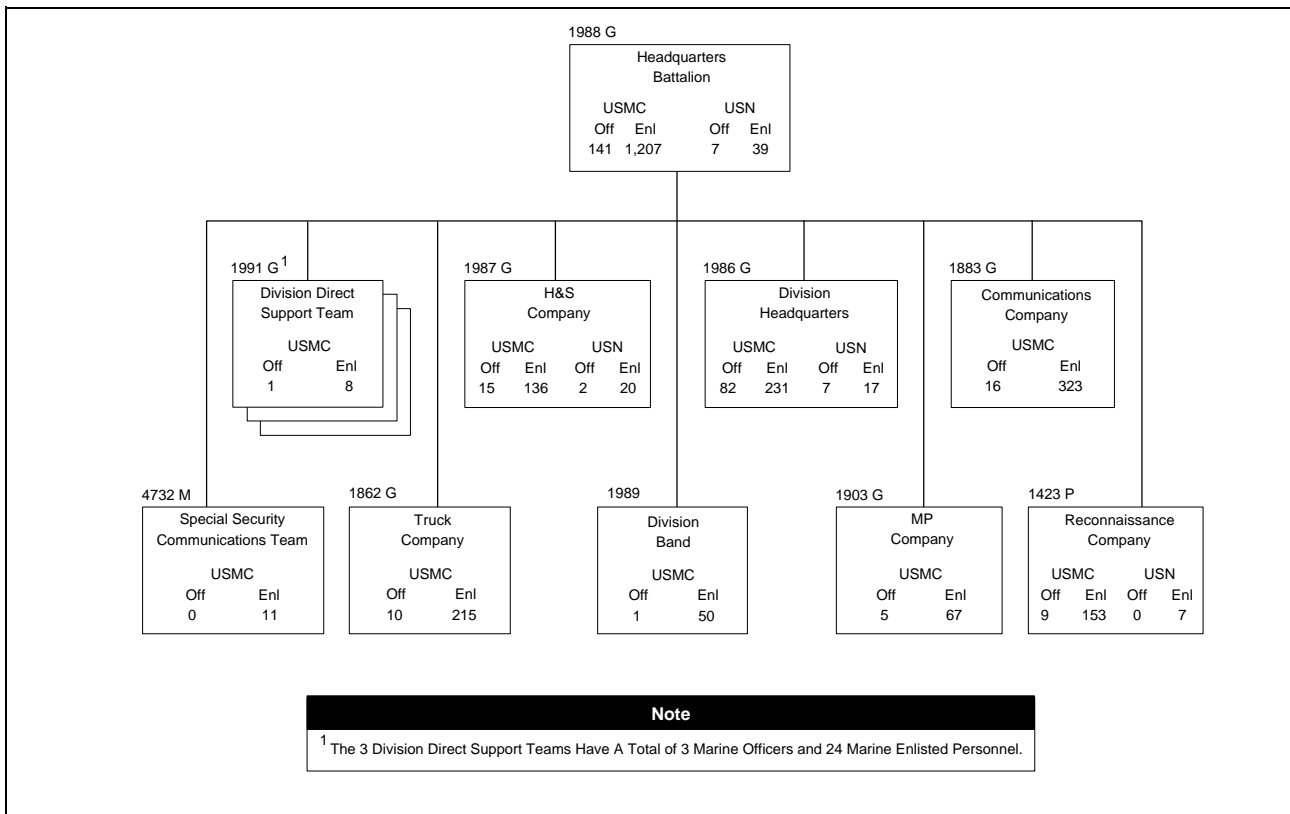 1988 G
Headquarters
Battalion
USMC USN
Off Enl Off Enl
141 1,207 7 39
1991 G 1
Division Direct
Support Team
USMC
Off Enl
1 8
1987 G
H&S
Company
USMC USN
Off Enl Off Enl
15 136 2 20
1986 G
Division
Headquarters
USMC USN
Off Enl Off Enl
82 231 7 17
1883 G
Communications
Company
USMC
Off Enl
16 323
4732 M
Special Security
Communications Team
USMC
Off Enl
0 11
1862 G
Truck
Company
USMC
Off Enl
10 215
1989
Division
Band
USMC
Off Enl
1 50
1903 G
MP
Company
USMC
Off Enl
5 67
1423 P
Reconnaissance
Company
USMC USN
Off Enl Off Enl
9 153 0 7
Note
1 The 3 Division Direct Support Teams Have A Total of 3 Marine Officers and 24 Marine Enlisted Personnel.